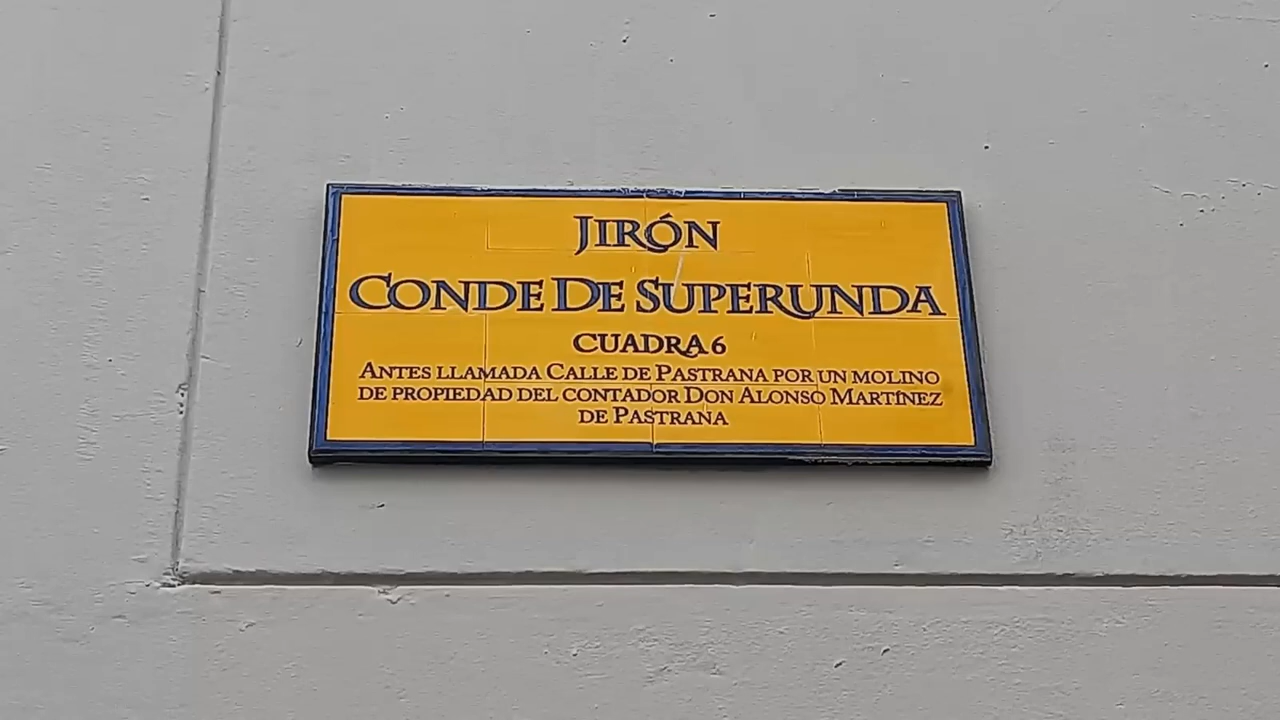 JIRÓN
CONDE DE SUPERUNDA
CUADRA 6
ANTES LLAMADA CALLE DE PASTRANA POR UN MOLINO
DE PROPIEDAD DEL CONTADOR DON ALONSO MARTÍNEZ
DE PASTRANA